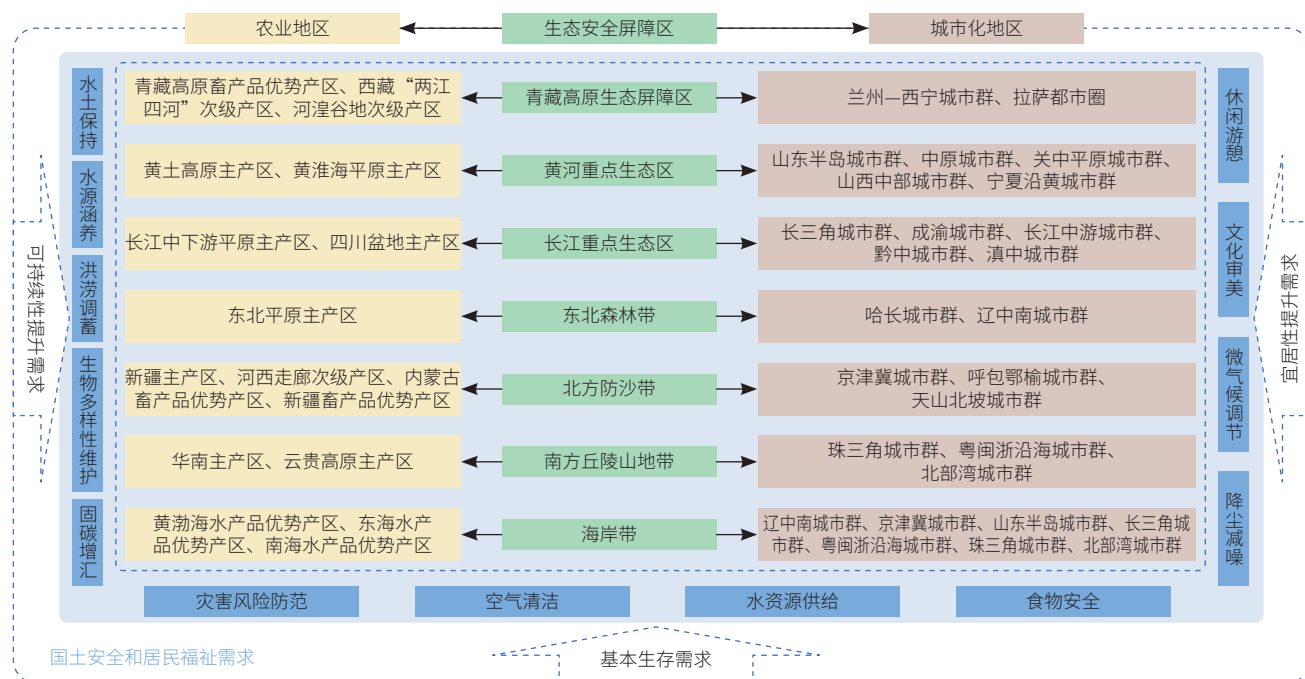 农业地区
生态安全屏障区
城市化地区
水土保持
水源涵养
洪涝调蓄
生物多样性维护
固碳增汇
可持续性提升需求
青藏高原畜产品优势产区、西藏“两江
四河”次级产区、河湟谷地次级产区
青藏高原生态屏障区
兰州—西宁城市群、拉萨都市圈
黄土高原主产区、黄淮海平原主产区
黄河重点生态区
山东半岛城市群、中原城市群、关中平原城市群、
山西中部城市群、宁夏沿黄城市群
长江中下游平原主产区、四川盆地主产区
长江重点生态区
长三角城市群、成渝城市群、长江中游城市群、
黔中城市群、滇中城市群
东北平原主产区
东北森林带
哈长城市群、辽中南城市群
新疆主产区、河西走廊次级产区、内蒙古
畜产品优势产区、新疆畜产品优势产区
北方防沙带
京津冀城市群、呼包鄂榆城市群、
天山北坡城市群
华南主产区、云贵高原主产区
南方丘陵山地带
珠三角城市群、粤闽浙沿海城市群、
北部湾城市群
黄渤海水产品优势产区、东海水产
品优势产区、南海水产品优势产区
海岸带
辽中南城市群、京津冀城市群、山东半岛城市群、长三角城
市群、粤闽浙沿海城市群、珠三角城市群、北部湾城市群
休闲游憩
文化审美
微气候调节
降尘减噪
宜居性提升需求
灾害风险防范
空气清洁
水资源供给
食物安全
国土安全和居民福祉需求
基本生存需求